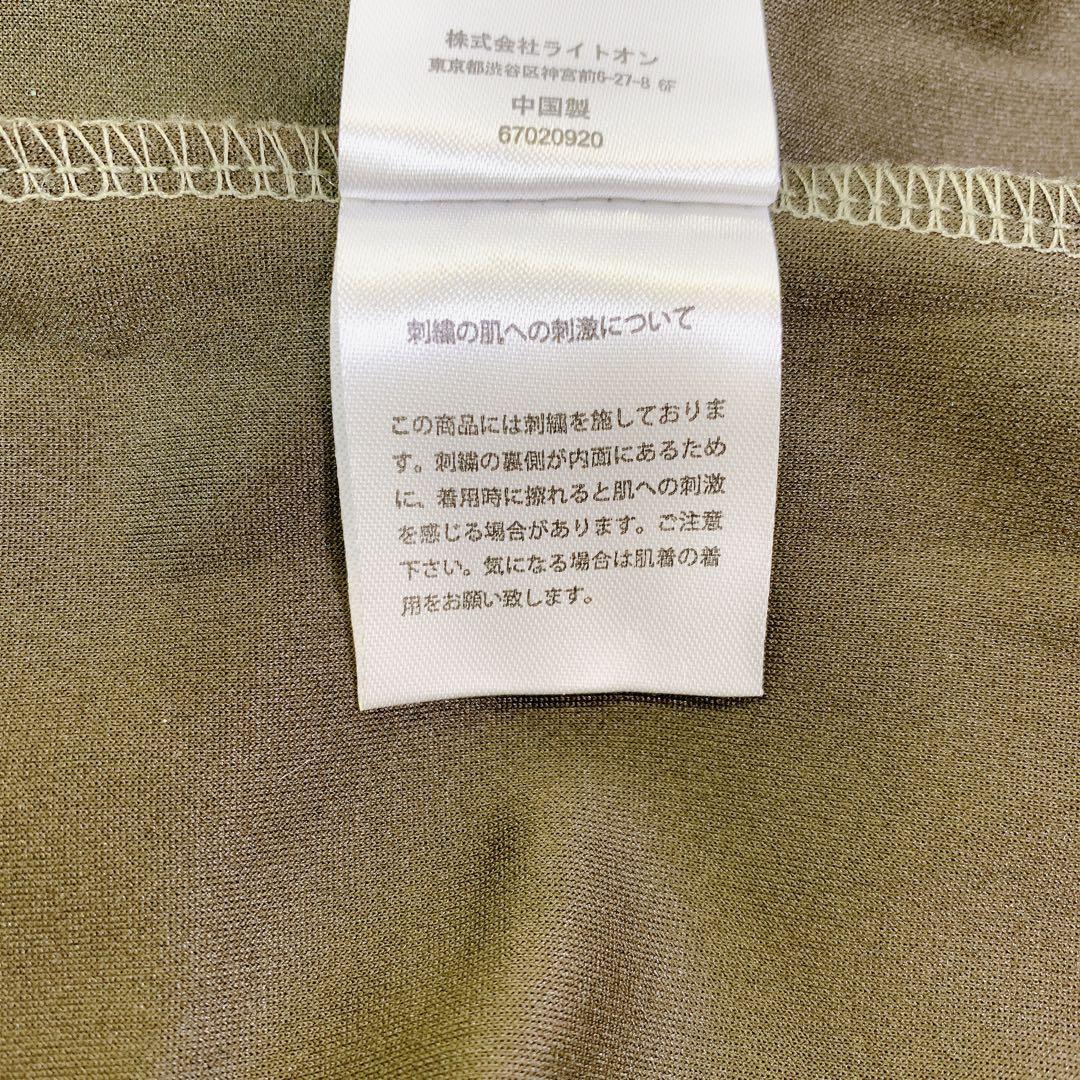 株式会社ライトオン
東京都渋谷区神宮前6-27-8 6F
中国製
67020920
刺繍の肌への刺激について
この商品には刺繍を施しておりま
す。刺繍の裏側が内面にあるため
に、着用時に擦れると肌への刺激
を感じる場合があります。ご注意
下さい。気になる場合は肌着の着
用をお願い致します。